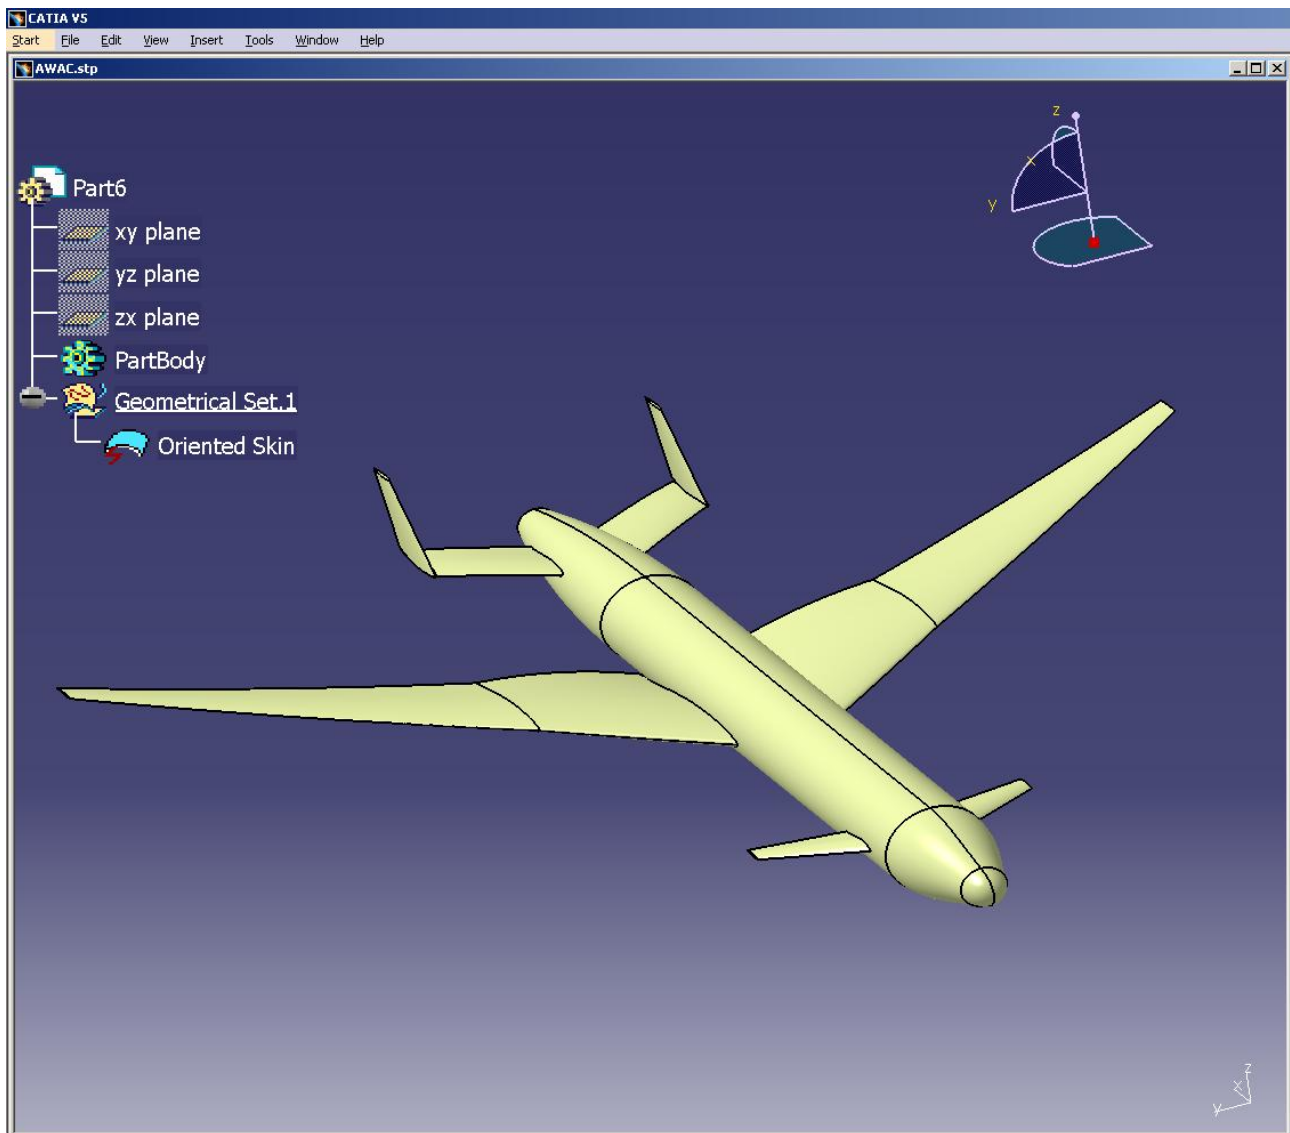 CATIA V5
Start File Edit View Insert Tools Window Help
AWAC.stp
z
x
y
Part6
xy plane
yz plane
zx plane
PartBody
Geometrical Set.1
Oriented Skin
z
x
y